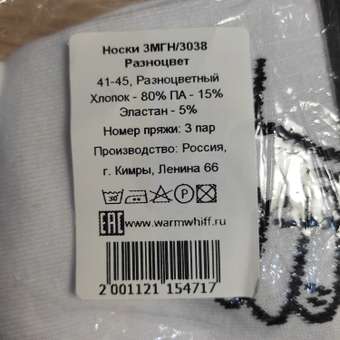 Носки 3МГН/3038
Разноцвет
41-45, Разноцветный
Хлопок - 80% ПА - 15%
Эластан - 5%
Номер пряжи: 3 пар
Производство: Россия,
г. Кимры, Ленина 66
30 P
EAC www.warmwhiff.ru
2 001121 154717